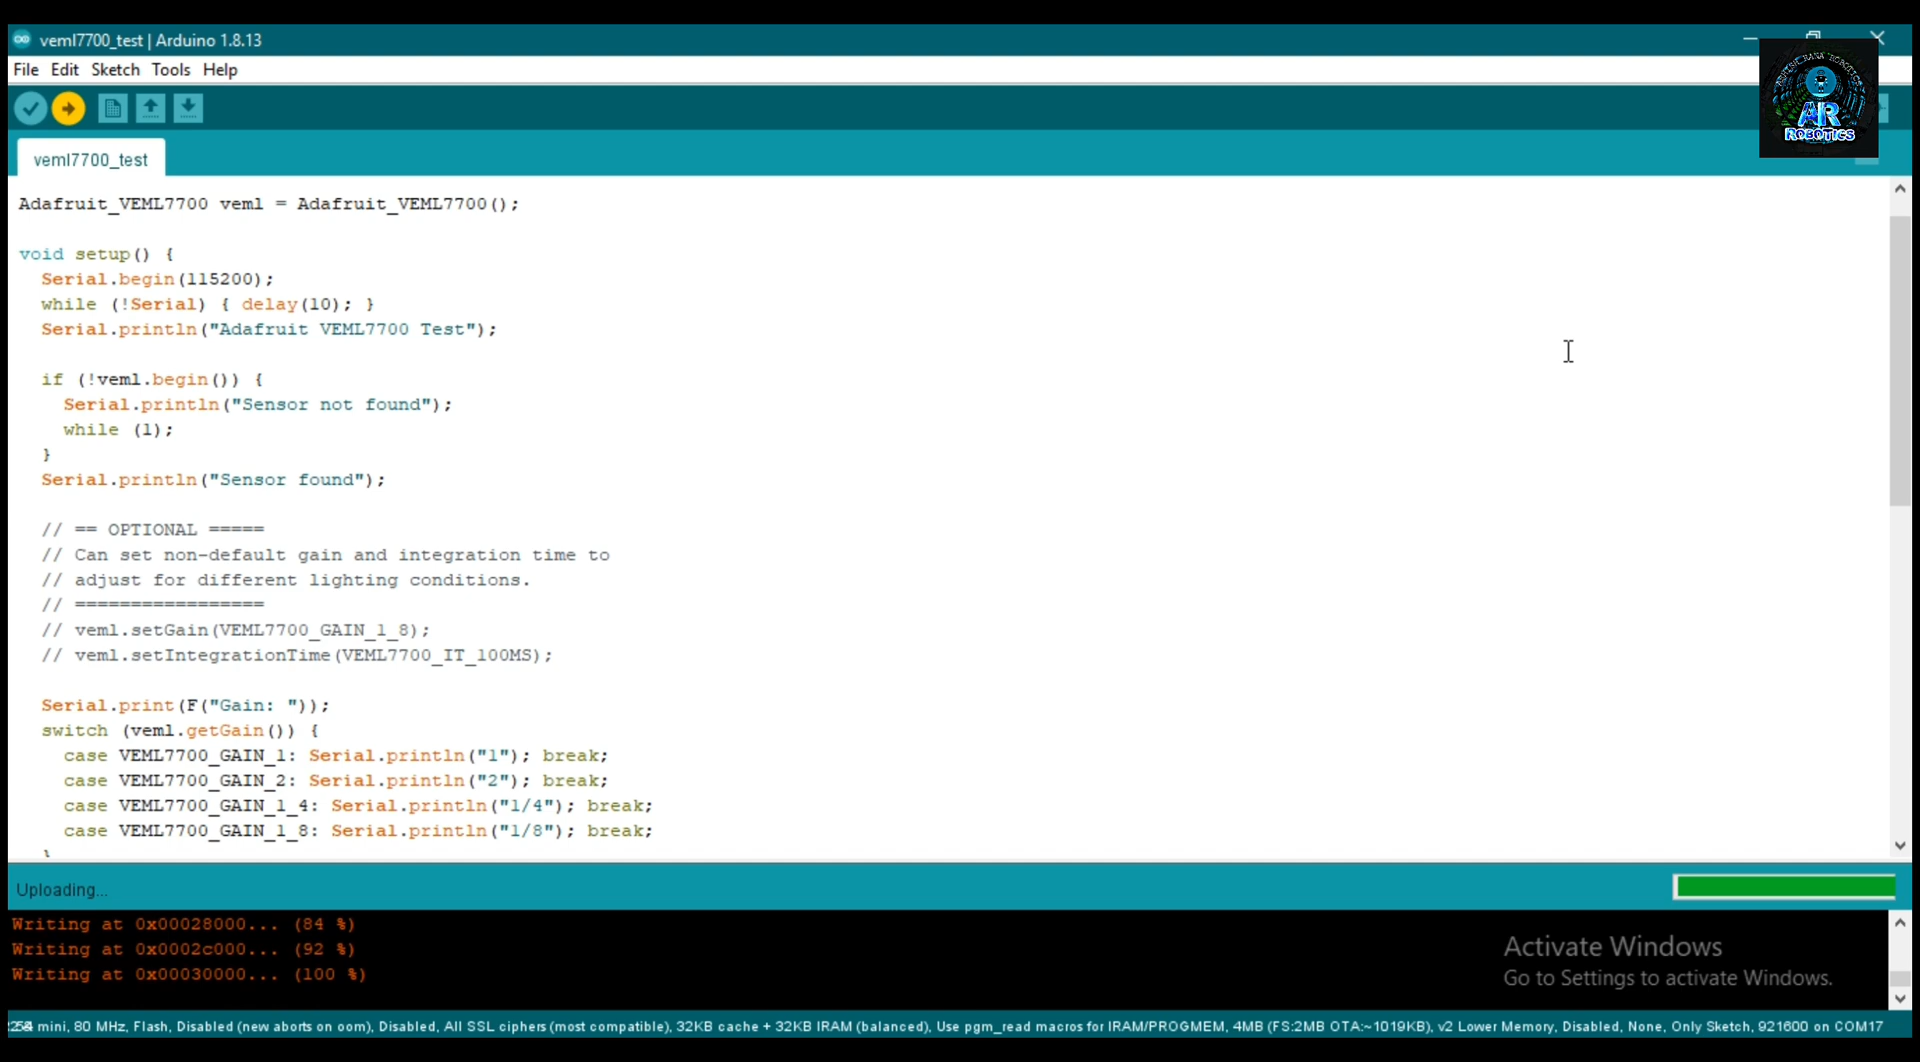 veml7700_test | Arduino 1.8.13
File Edit Sketch Tools Help
veml7700_test
AR
ROBOTICS
Adafruit_VEML7700 veml = Adafruit_VEML7700();
void setup() {
Serial.begin(115200);
while (!Serial) { delay(10); }
Serial.println("Adafruit VEML7700 Test");
if (!veml.begin()) {
Serial.println("Sensor not found");
while (1);
}
Serial.println("Sensor found");
// == OPTIONAL =====
// Can set non-default gain and integration time to
// adjust for different lighting conditions.
// =================
// veml.setGain(VEML7700_GAIN_1_8);
// veml.setIntegrationTime(VEML7700_IT_100MS);
Serial.print(F("Gain: "));
switch (veml.getGain()) {
case VEML7700_GAIN_1: Serial.println("1"); break;
case VEML7700_GAIN_2: Serial.println("2"); break;
case VEML7700_GAIN_1_4: Serial.println("1/4"); break;
case VEML7700_GAIN_1_8: Serial.println("1/8"); break;
}
Uploading...
Writing at 0x00028000... (84 %)
Writing at 0x0002c000... (92 %)
Writing at 0x00030000... (100 %)
Activate Windows
Go to Settings to activate Windows.
mini, 80 MHz, Flash, Disabled (new aborts on oom), Disabled, All SSL ciphers (most compatible), 32KB cache + 32KB IRAM (balanced), Use pgm_read macros for IRAM/PROGMEM, 4MB (FS:2MB OTA:~1019KB), v2 Lower Memory, Disabled, None, Only Sketch, 921600 on COM17